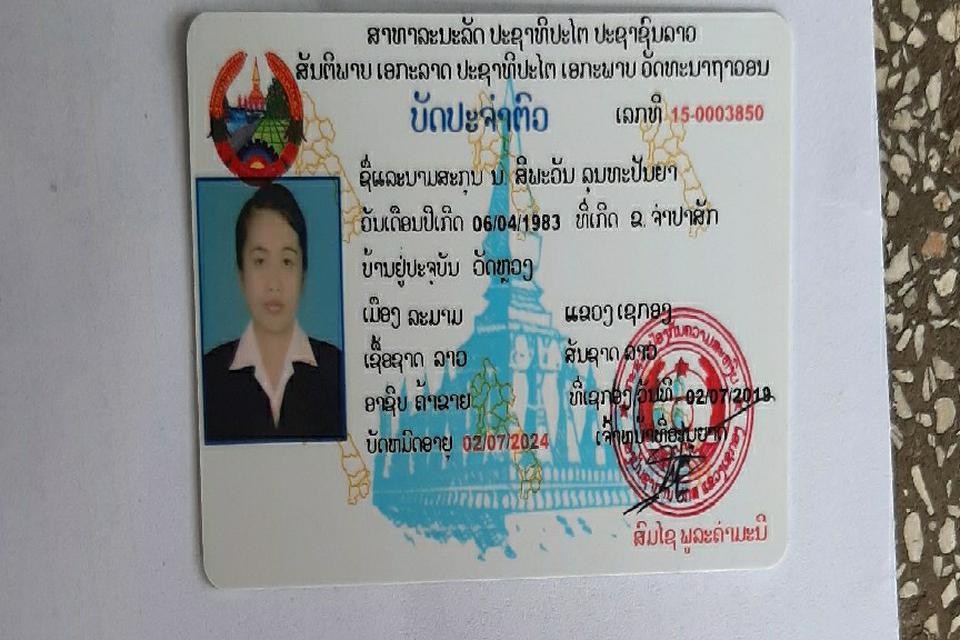 ສາທາລະນະລັດ ປະຊາທິປະໄຕ ປະຊາຊົນລາວ
ສັນຕິພາບ ເອກະລາດ ປະຊາທິປະໄຕ ເອກະພາບ ວັດທະນາຖາວອນ
ບັດປະຈຳຕົວ
ເລກທີ 15-0003850
ຊື່ແລະນາມສະກຸນ ນ. ສີພະວັນ ລຸນທະປັນຍາ
ວັນເດືອນປີເກີດ 06/04/1983 ທີ່ເກີດ ຂ. ຈຳປາສັກ
ບ້ານຢູ່ປະຈຸບັນ ວັດຫຼວງ
ເມືອງ ລະມາມ ແຂວງ ເຊກອງ
ເຊື້ອຊາດ ລາວ ສັນຊາດ ລາວ
ອາຊີບ ຄ້າຂາຍ ທີ່ເຊກອງ ວັນທີ 02/07/2019
ບັດຫມົດອາຍຸ 02/07/2024 ເຈົ້າຫນ້າທີ່ອະນຸຍາດ
ສົມໄຊ ພູລະຄຳມະນີ